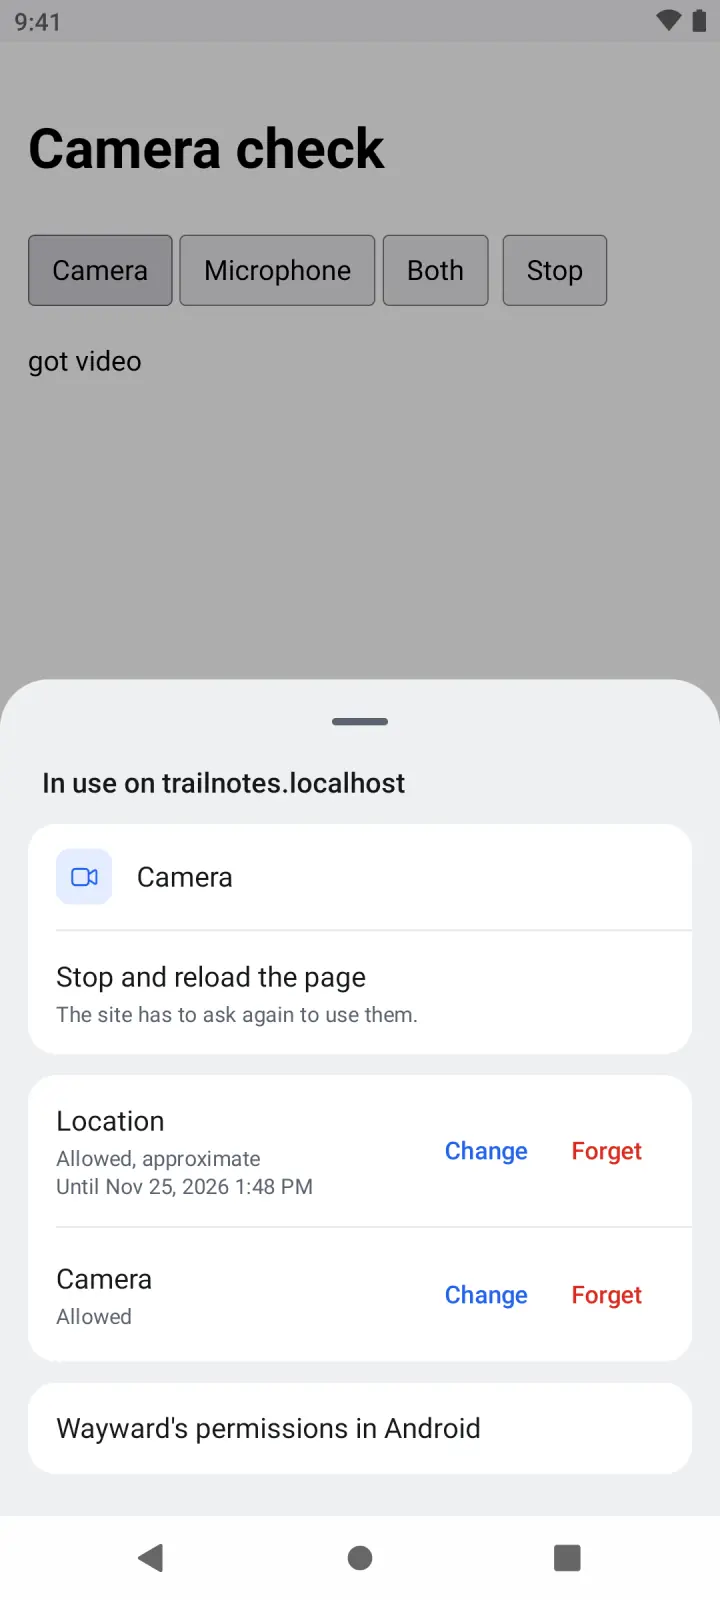 9:41
Camera check
Camera Microphone Both Stop
got video
In use on trailnotes.localhost
Camera
Stop and reload the page
The site has to ask again to use them.
Location
Allowed, approximate
Until Nov 25, 2026 1:48 PM
Change Forget
Camera
Allowed
Change Forget
Wayward's permissions in Android